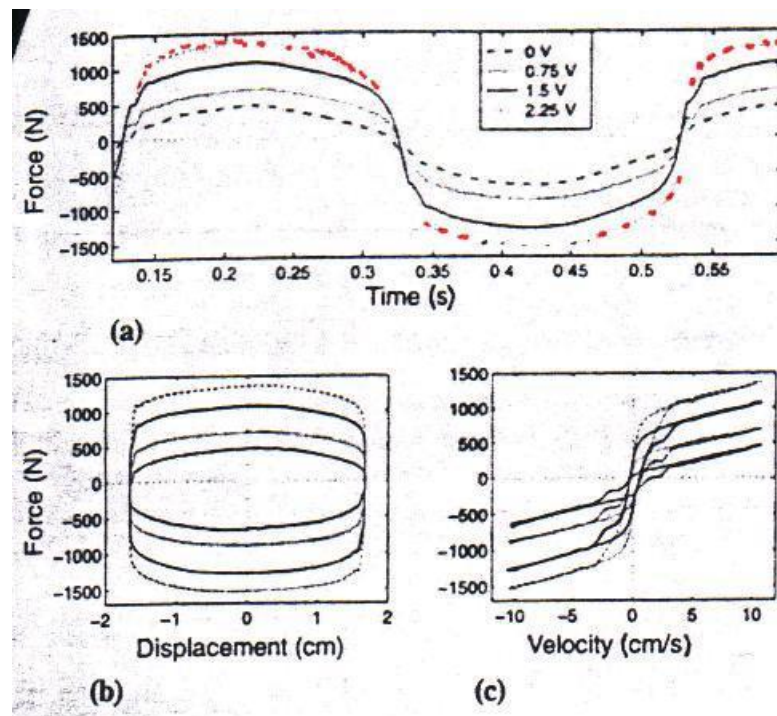 1500
1000
500
0
-500
-1000
-1500
Force (N)
0 V
0.75 V
1.5 V
2.25 V
0.15 0.2 0.25 0.3 0.35 0.4 0.45 0.5 0.55
Time (s)
(a)
1500
1000
500
0
-500
-1000
-1500
Force (N)
-2 -1 0 1 2
Displacement (cm)
(b)
1500
1000
500
0
-500
-1000
-1500
-10 -5 0 5 10
Velocity (cm/s)
(c)